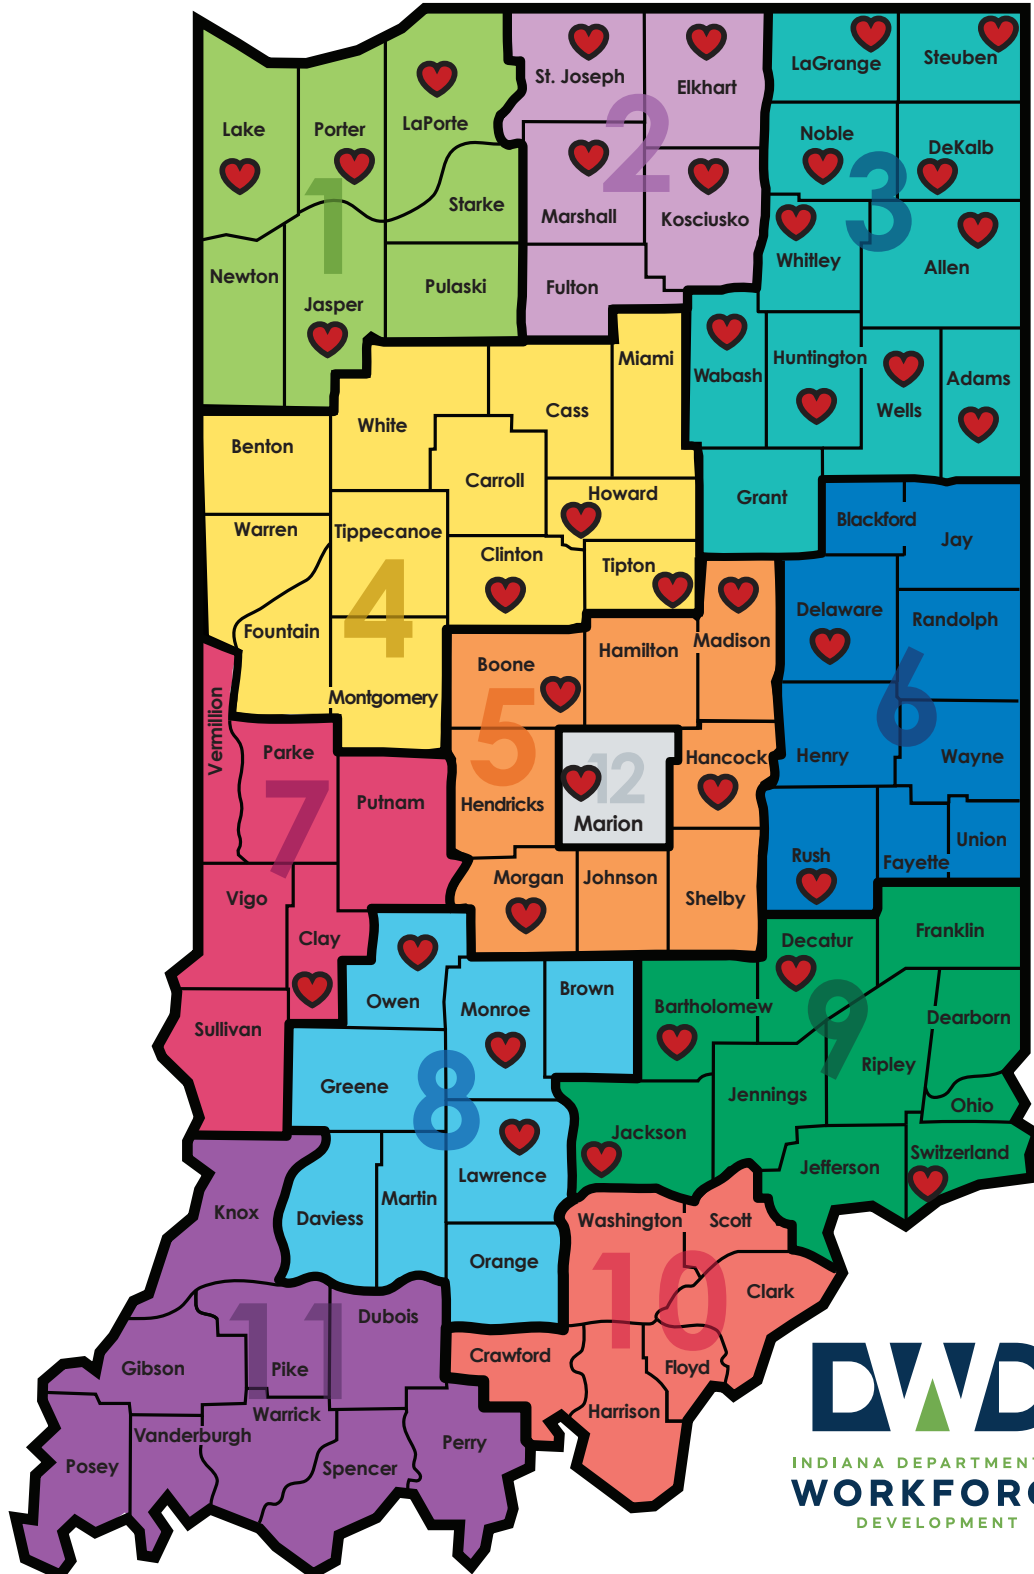 St. Joseph
Elkhart
LaGrange
Steuben
Lake
Porter
LaPorte
2
Noble
DeKalb
3
1
Starke
Marshall
Kosciusko
Whitley
Allen
Newton
Jasper
Pulaski
Fulton
Miami
Wabash
Huntington
Adams
Wells
White
Cass
Benton
Carroll
Howard
Grant
Blackford
Jay
Warren
Tippecanoe
Clinton
Tipton
4
Fountain
Delaware
Randolph
Boone
Hamilton
Madison
6
Montgomery
Vermillion
5
Parke
12
Hancock
Henry
Wayne
7
Putnam
Hendricks
Marion
Rush
Fayette
Union
Vigo
Morgan
Johnson
Shelby
Clay
Decatur
Franklin
Owen
Monroe
Brown
Bartholomew
9
Dearborn
Sullivan
Greene
8
Ripley
Jennings
Ohio
Jackson
Lawrence
Jefferson
Switzerland
Martin
Knox
Daviess
Washington
Scott
Orange
10
Clark
11
Dubois
Gibson
Pike
Crawford
Floyd
Warrick
Harrison
Vanderburgh
Perry
Posey
Spencer
DWD
INDIANA DEPARTMEN
WORKFORC
DEVELOPMENT